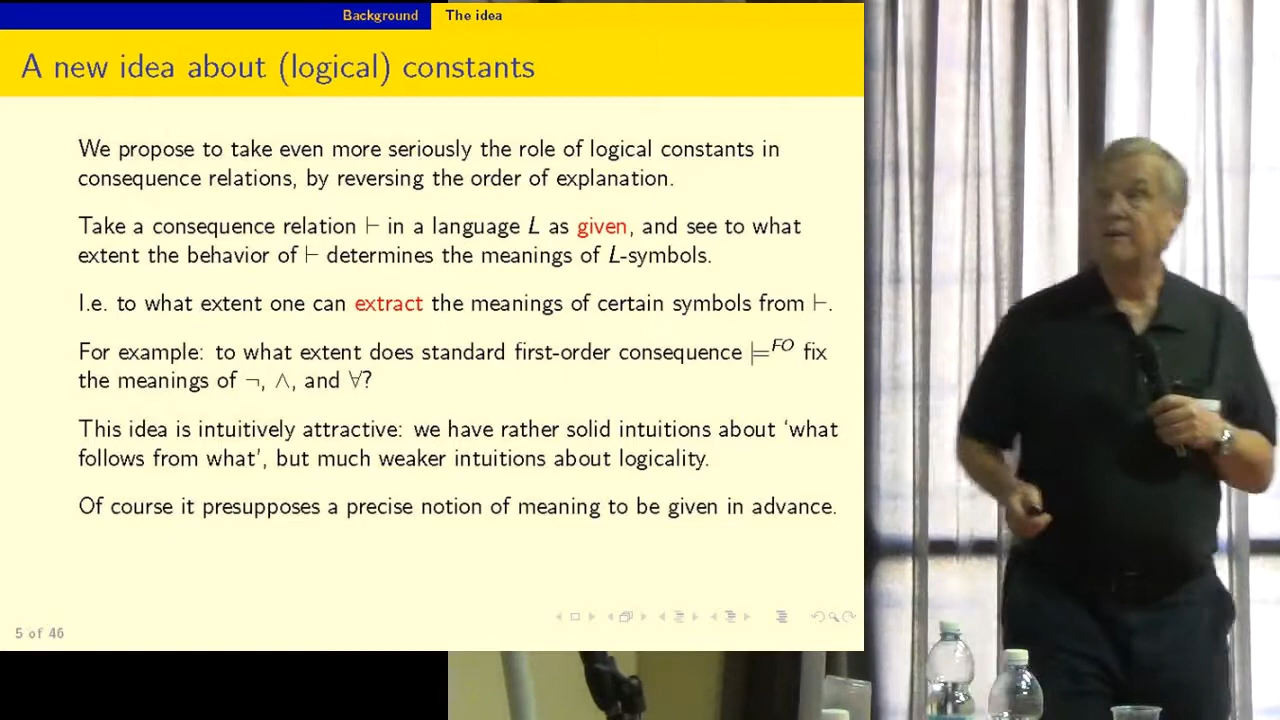 Background The idea
A new idea about (logical) constants
We propose to take even more seriously the role of logical constants in
consequence relations, by reversing the order of explanation.
Take a consequence relation ⊢ in a language L as given, and see to what
extent the behavior of ⊢ determines the meanings of L-symbols.
I.e. to what extent one can extract the meanings of certain symbols from ⊢.
For example: to what extent does standard first-order consequence ⊨^FO fix
the meanings of ¬, ∧, and ∀?
This idea is intuitively attractive: we have rather solid intuitions about ‘what
follows from what’, but much weaker intuitions about logicality.
Of course it presupposes a precise notion of meaning to be given in advance.
5 of 46